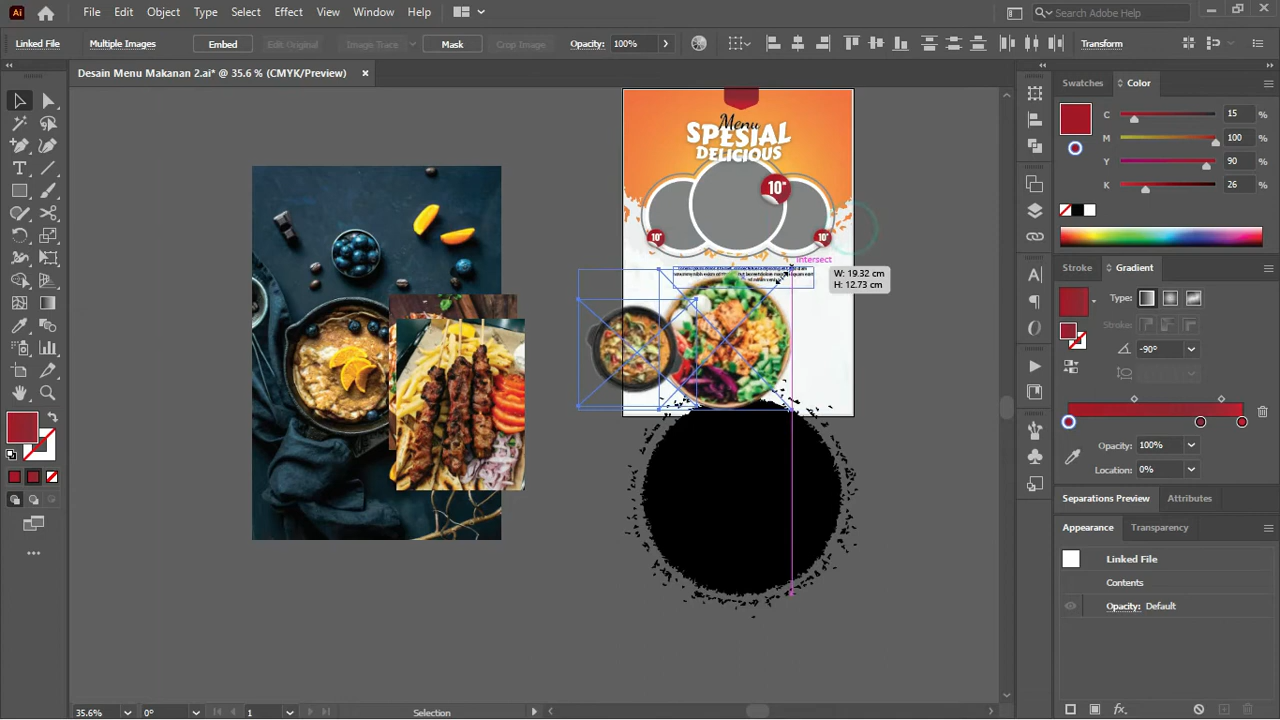 Ai
File Edit Object Type Select Effect View Window Help
Search Adobe Help
Linked File
Multiple Images
Embed
Edit Original
Image Trace
Mask
Crop Image
Opacity:
100%
Transform
Desain Menu Makanan 2.ai* @ 35.6 % (CMYK/Preview)
Menu
SPESIAL
DELICIOUS
10
10
10
intersect
W: 19.32 cm
H: 12.73 cm
Swatches
Color
C 15 %
M 100 %
Y 90 %
K 26 %
Stroke
Gradient
Type:
Strokes:
-90°
Opacity: 100%
Location: 0%
Separations Preview
Attributes
Appearance
Transparency
Linked File
Contents
Opacity: Default
fx
35.6%
0°
1
Selection